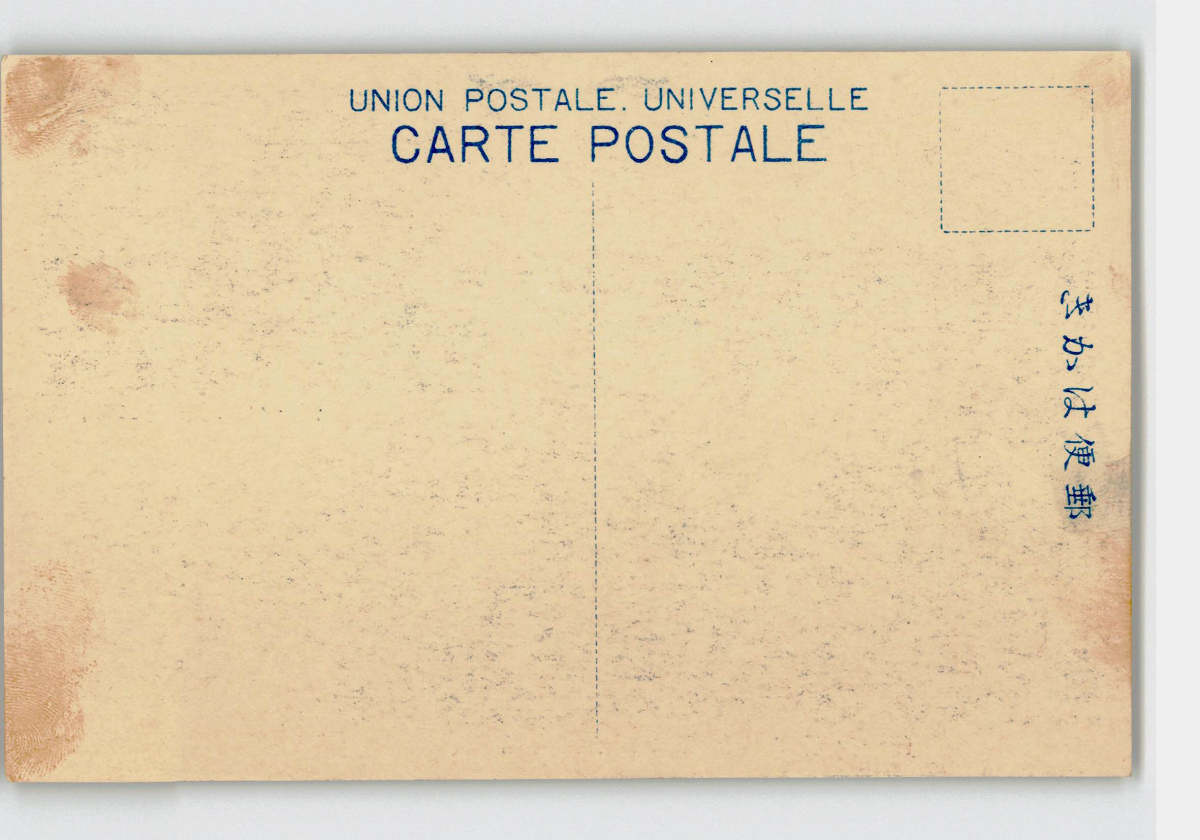 UNION POSTALE. UNIVERSELLE
CARTE POSTALE
郵便はかき